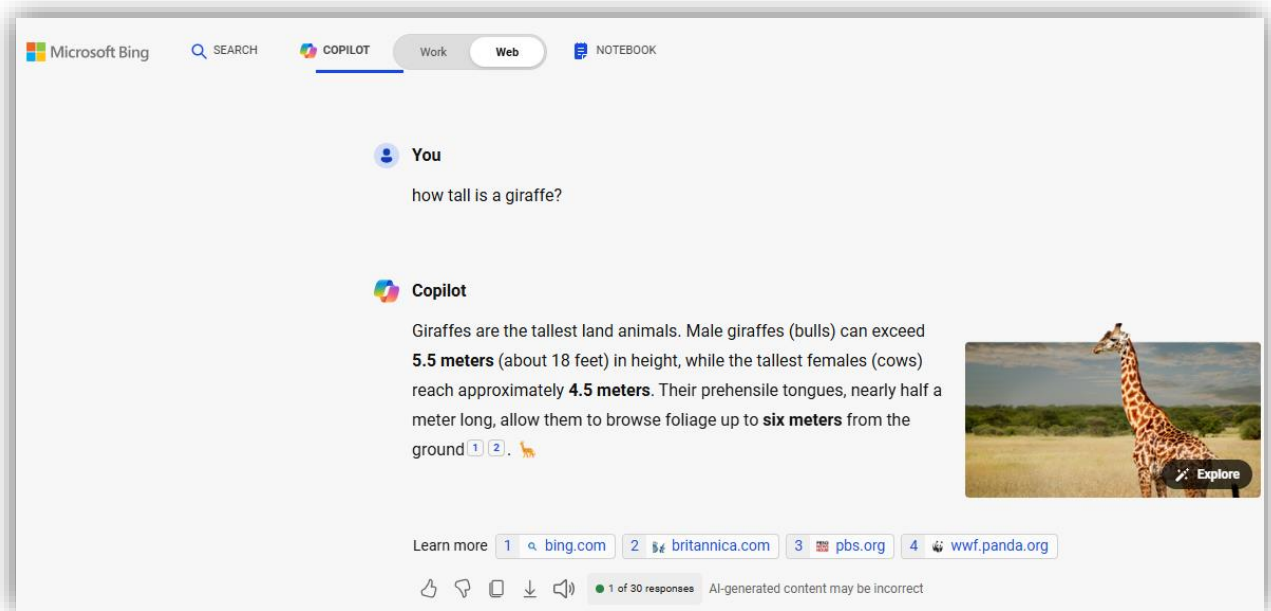 Microsoft Bing SEARCH COPILOT Work Web NOTEBOOK
You
how tall is a giraffe?
Copilot
Giraffes are the tallest land animals. Male giraffes (bulls) can exceed
5.5 meters (about 18 feet) in height, while the tallest females (cows)
reach approximately 4.5 meters. Their prehensile tongues, nearly half a
meter long, allow them to browse foliage up to six meters from the
ground 1 2 . 🦒
Explore
Learn more 1 bing.com 2 britannica.com 3 pbs.org 4 wwf.panda.org
1 of 30 responses AI-generated content may be incorrect